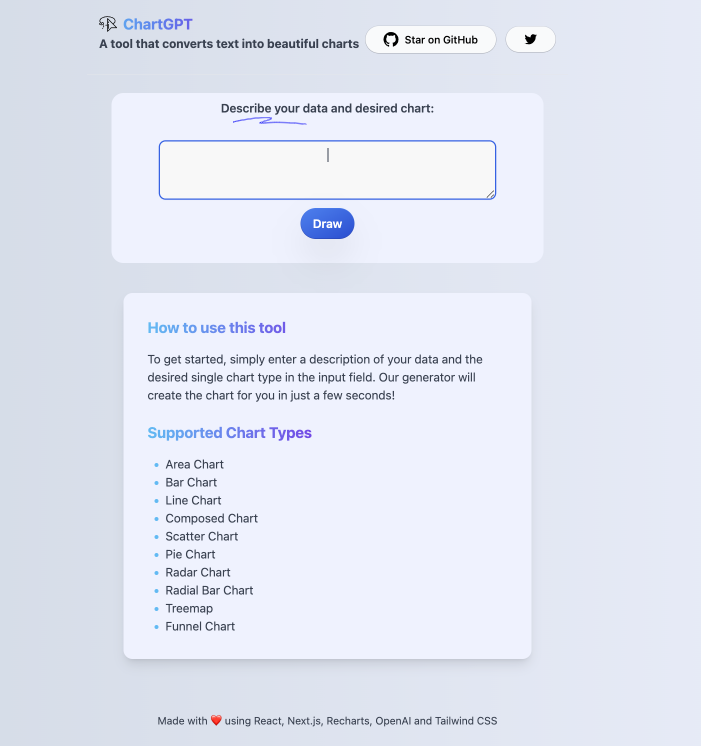 ChartGPT
A tool that converts text into beautiful charts
Star on GitHub
Describe your data and desired chart:
Draw
How to use this tool
To get started, simply enter a description of your data and the
desired single chart type in the input field. Our generator will
create the chart for you in just a few seconds!
Supported Chart Types
Area Chart
Bar Chart
Line Chart
Composed Chart
Scatter Chart
Pie Chart
Radar Chart
Radial Bar Chart
Treemap
Funnel Chart
Made with ❤️ using React, Next.js, Recharts, OpenAI and Tailwind CSS